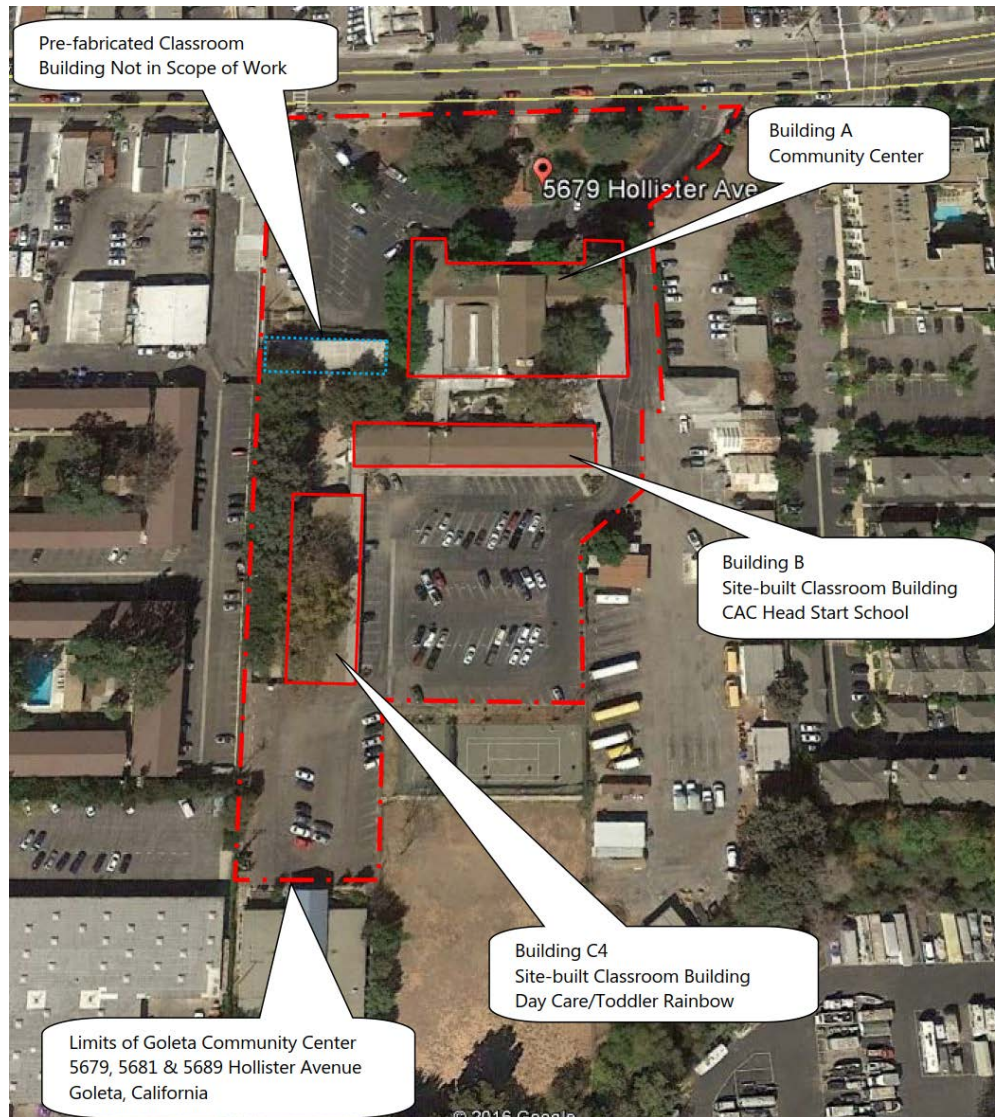 Pre-fabricated Classroom
Building Not in Scope of Work
Building A
Community Center
5679 Hollister Ave
Building B
Site-built Classroom Building
CAC Head Start School
Building C4
Site-built Classroom Building
Day Care/Toddler Rainbow
Limits of Goleta Community Center
5679, 5681 & 5689 Hollister Avenue
Goleta, California
© 2016 Google